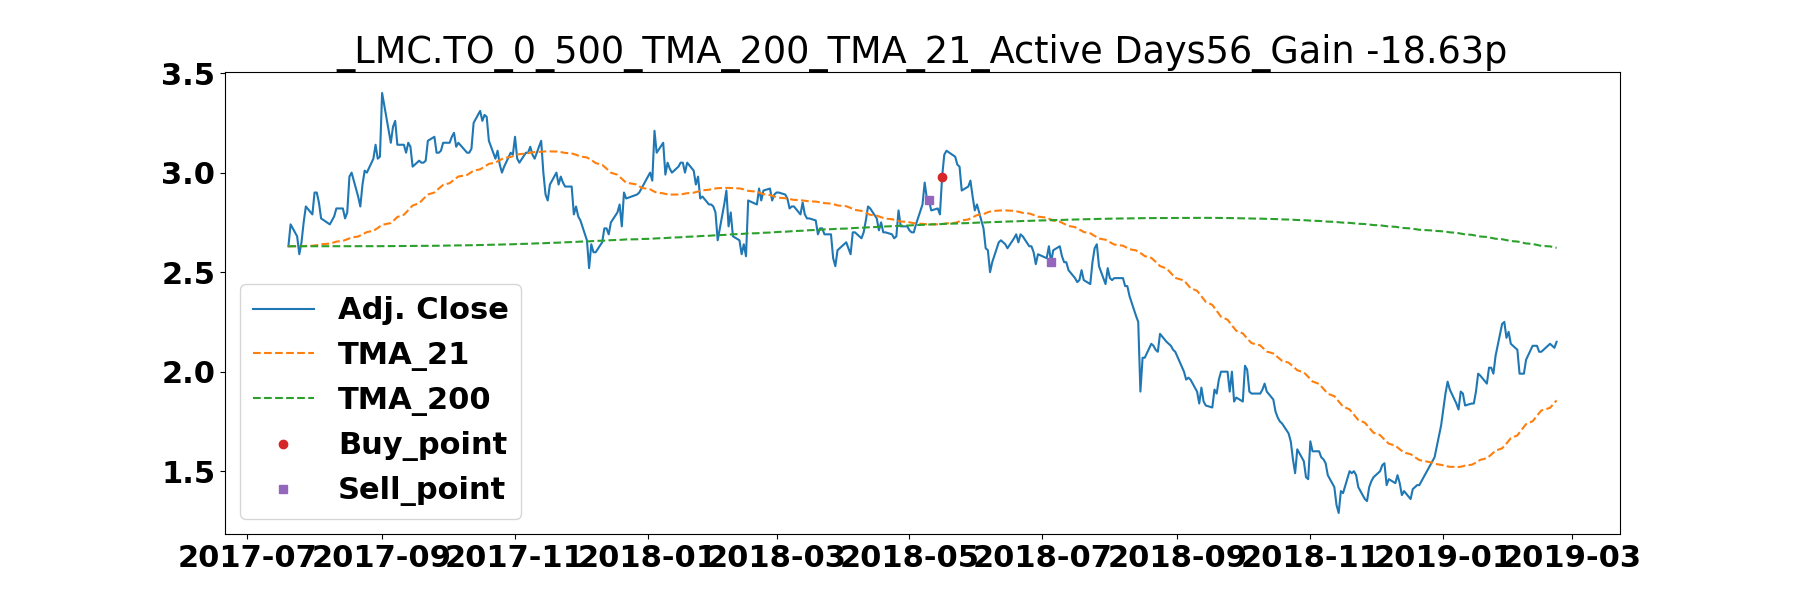 _LMC.TO_0_500_TMA_200_TMA_21_Active Days56_Gain -18.63p
3.5
3.0
2.5
2.0
1.5
Adj. Close
TMA_21
TMA_200
Buy_point
Sell_point
2017-07 2017-09 2017-11 2018-01 2018-03 2018-05 2018-07 2018-09 2018-11 2019-01 2019-03